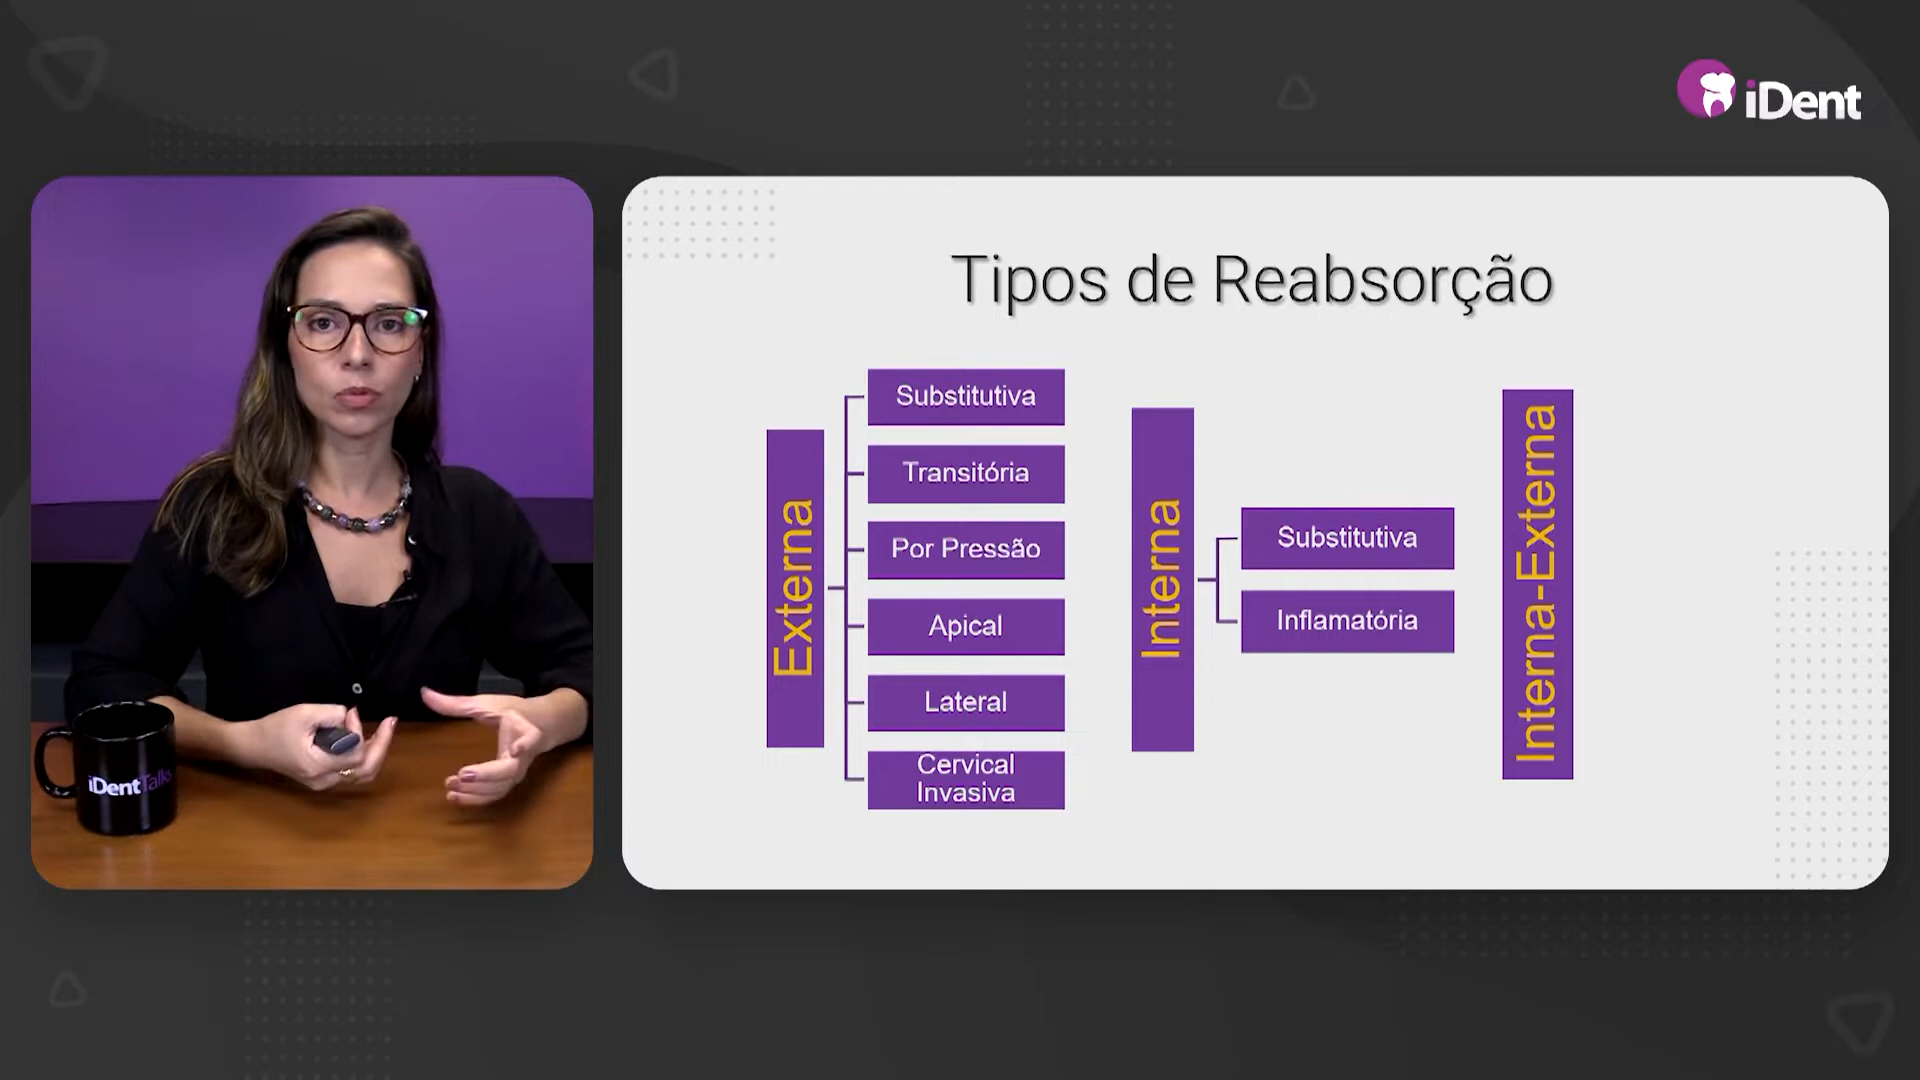 iDent
Tipos de Reabsorção
Externa
Substitutiva
Transitória
Por Pressão
Apical
Lateral
Cervical
Invasiva
Interna
Substitutiva
Inflamatória
Interna-Externa
iDentTalks